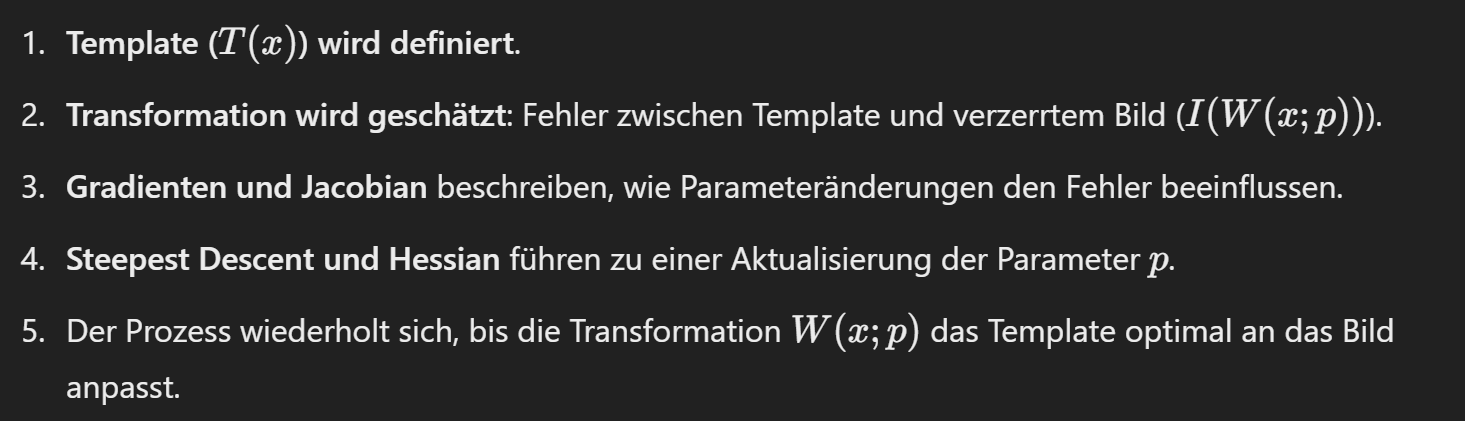 1. Template (T(x)) wird definiert.
2. Transformation wird geschätzt: Fehler zwischen Template und verzerrtem Bild (I(W(x;p))).
3. Gradienten und Jacobian beschreiben, wie Parameteränderungen den Fehler beeinflussen.
4. Steepest Descent und Hessian führen zu einer Aktualisierung der Parameter p.
5. Der Prozess wiederholt sich, bis die Transformation W(x;p) das Template optimal an das Bild
anpasst.